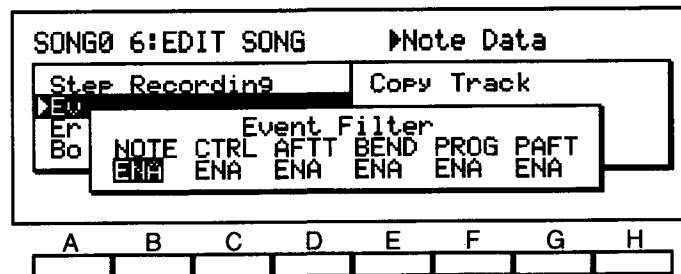 SONG0 6:EDIT SONG ▶Note Data
Step Recording Copy Track
▶Ev
Er
Bo
Event Filter
NOTE CTRL AFTT BEND PROG PAFT
ENA ENA ENA ENA ENA ENA
A B C D E F G H